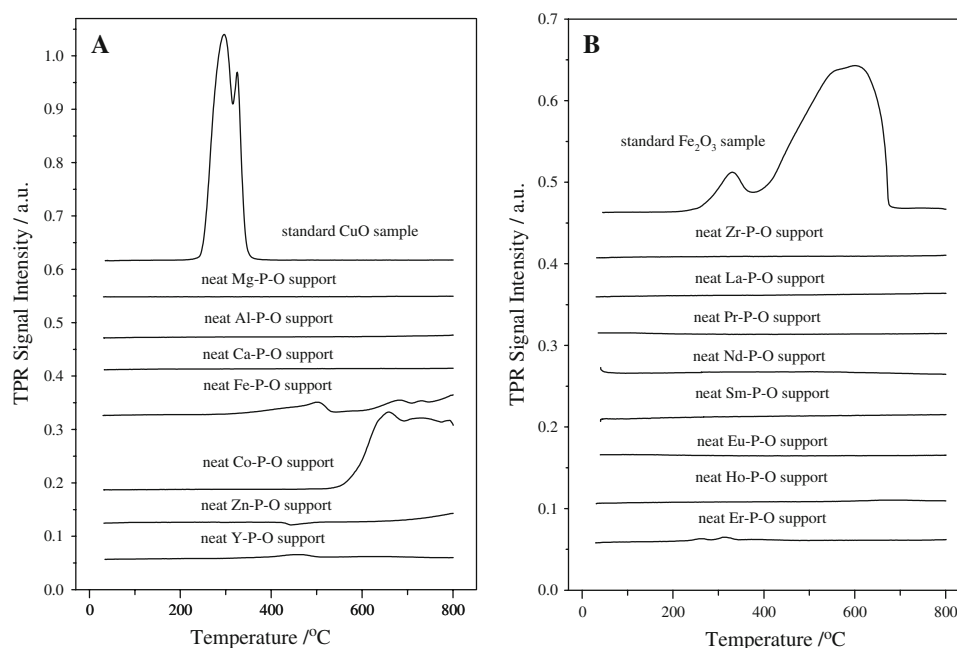 A
TPR Signal Intensity / a.u.
1.0
0.9
0.8
0.7
0.6
0.5
0.4
0.3
0.2
0.1
0.0
standard CuO sample
neat Mg-P-O support
neat Al-P-O support
neat Ca-P-O support
neat Fe-P-O support
neat Co-P-O support
neat Zn-P-O support
neat Y-P-O support
0 200 400 600 800
Temperature /ºC
B
TPR Signal Intensity / a.u.
0.7
0.6
0.5
0.4
0.3
0.2
0.1
0.0
standard Fe₂O₃ sample
neat Zr-P-O support
neat La-P-O support
neat Pr-P-O support
neat Nd-P-O support
neat Sm-P-O support
neat Eu-P-O support
neat Ho-P-O support
neat Er-P-O support
0 200 400 600 800
Temperature /ºC